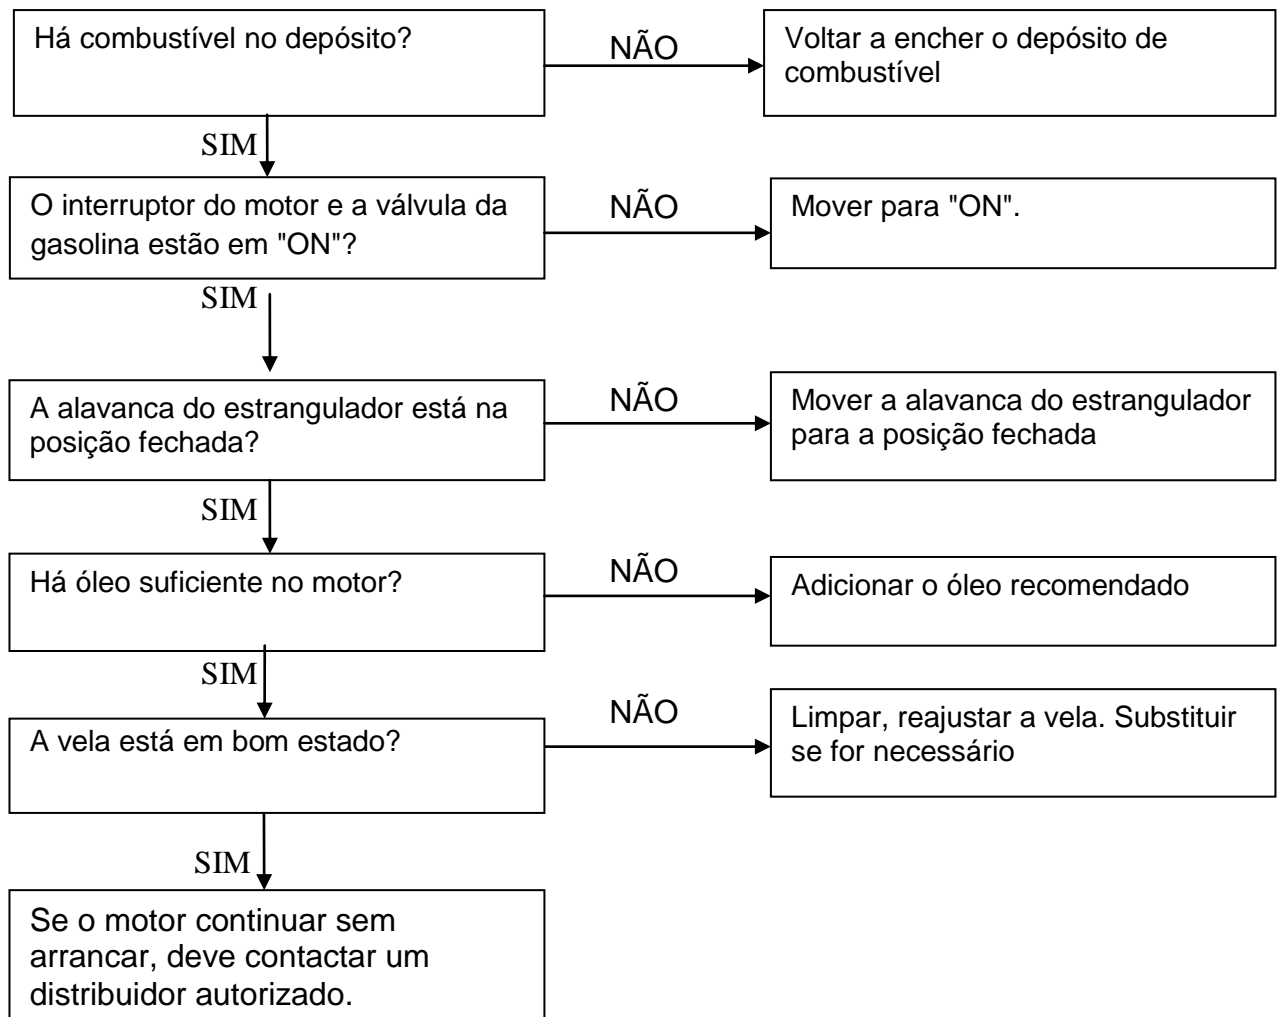 Há combustível no depósito?
NÃO
Voltar a encher o depósito de
combustível
SIM
O interruptor do motor e a válvula da
gasolina estão em "ON"?
NÃO
Mover para "ON".
SIM
A alavanca do estrangulador está na
posição fechada?
NÃO
Mover a alavanca do estrangulador
para a posição fechada
SIM
Há óleo suficiente no motor?
NÃO
Adicionar o óleo recomendado
SIM
A vela está em bom estado?
NÃO
Limpar, reajustar a vela. Substituir
se for necessário
SIM
Se o motor continuar sem
arrancar, deve contactar um
distribuidor autorizado.